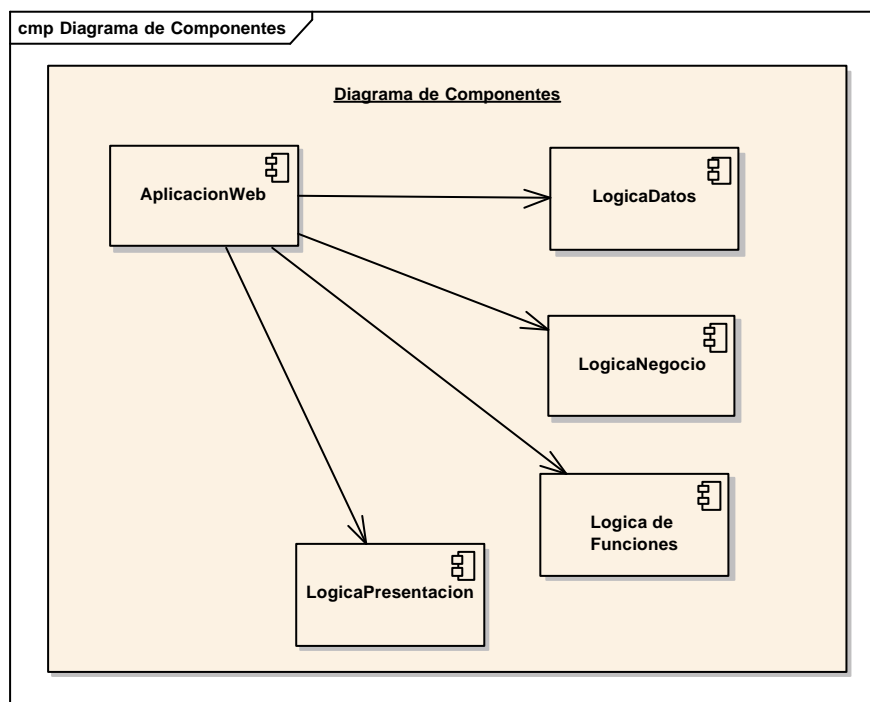 cmp Diagrama de Componentes
Diagrama de Componentes
AplicacionWeb
LogicaDatos
LogicaNegocio
Logica de
Funciones
LogicaPresentacion